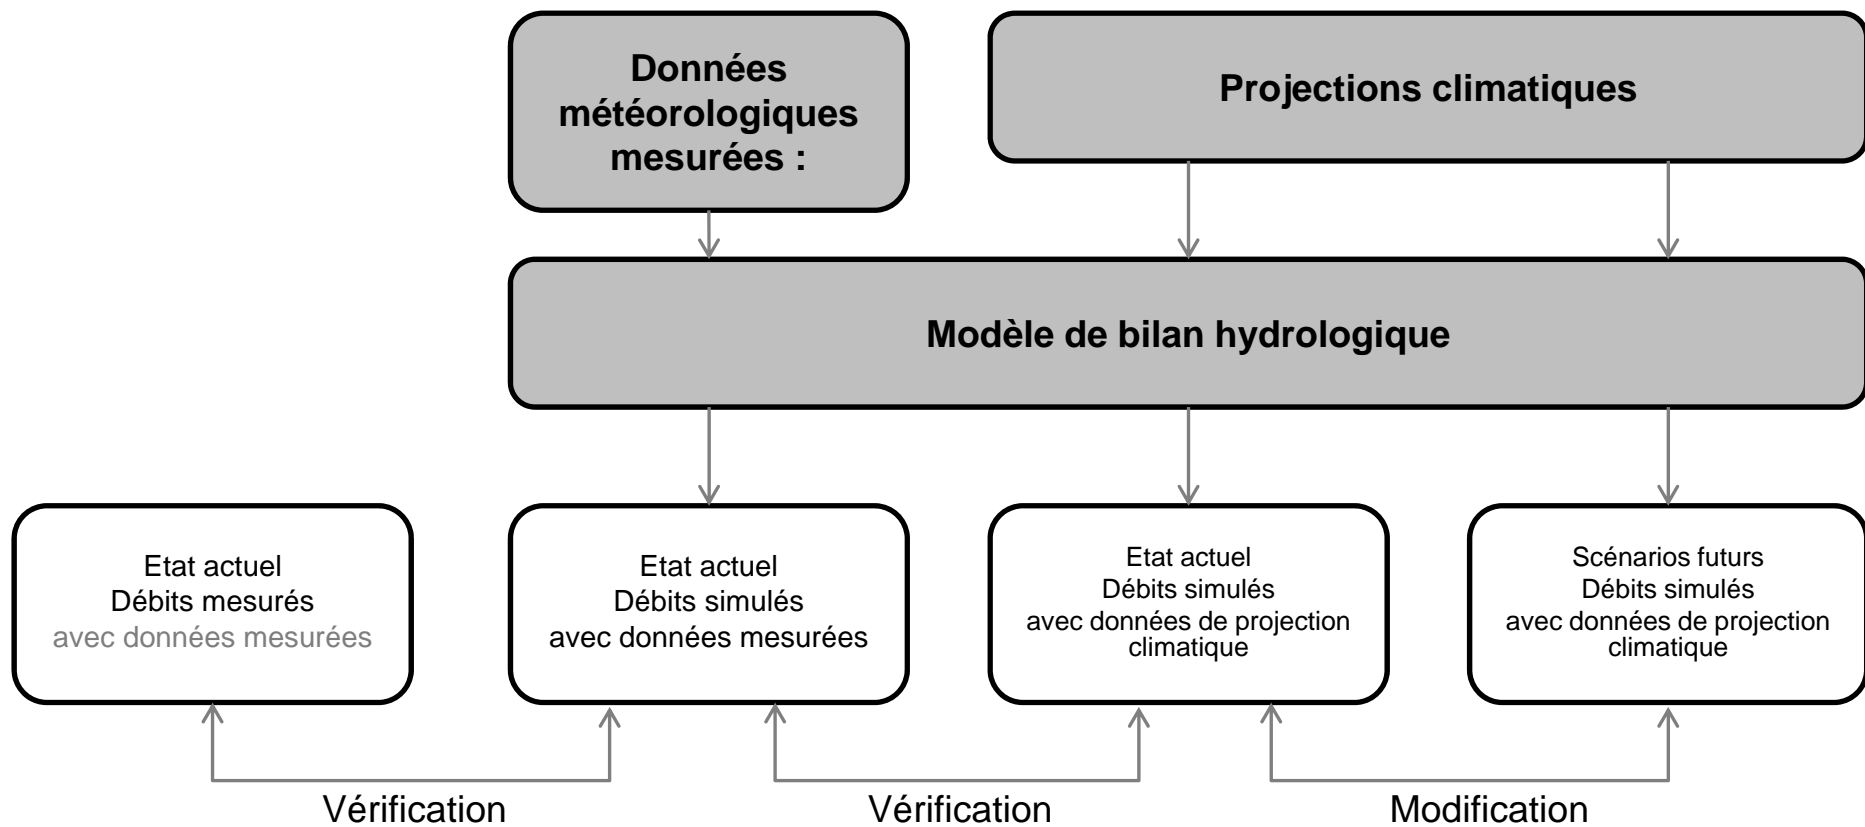 Données
météorologiques
mesurées :
Projections climatiques
Modèle de bilan hydrologique
Etat actuel
Débits mesurés
avec données mesurées
Etat actuel
Débits simulés
avec données mesurées
Etat actuel
Débits simulés
avec données de projection
climatique
Scénarios futurs
Débits simulés
avec données de projection
climatique
Vérification
Vérification
Modification